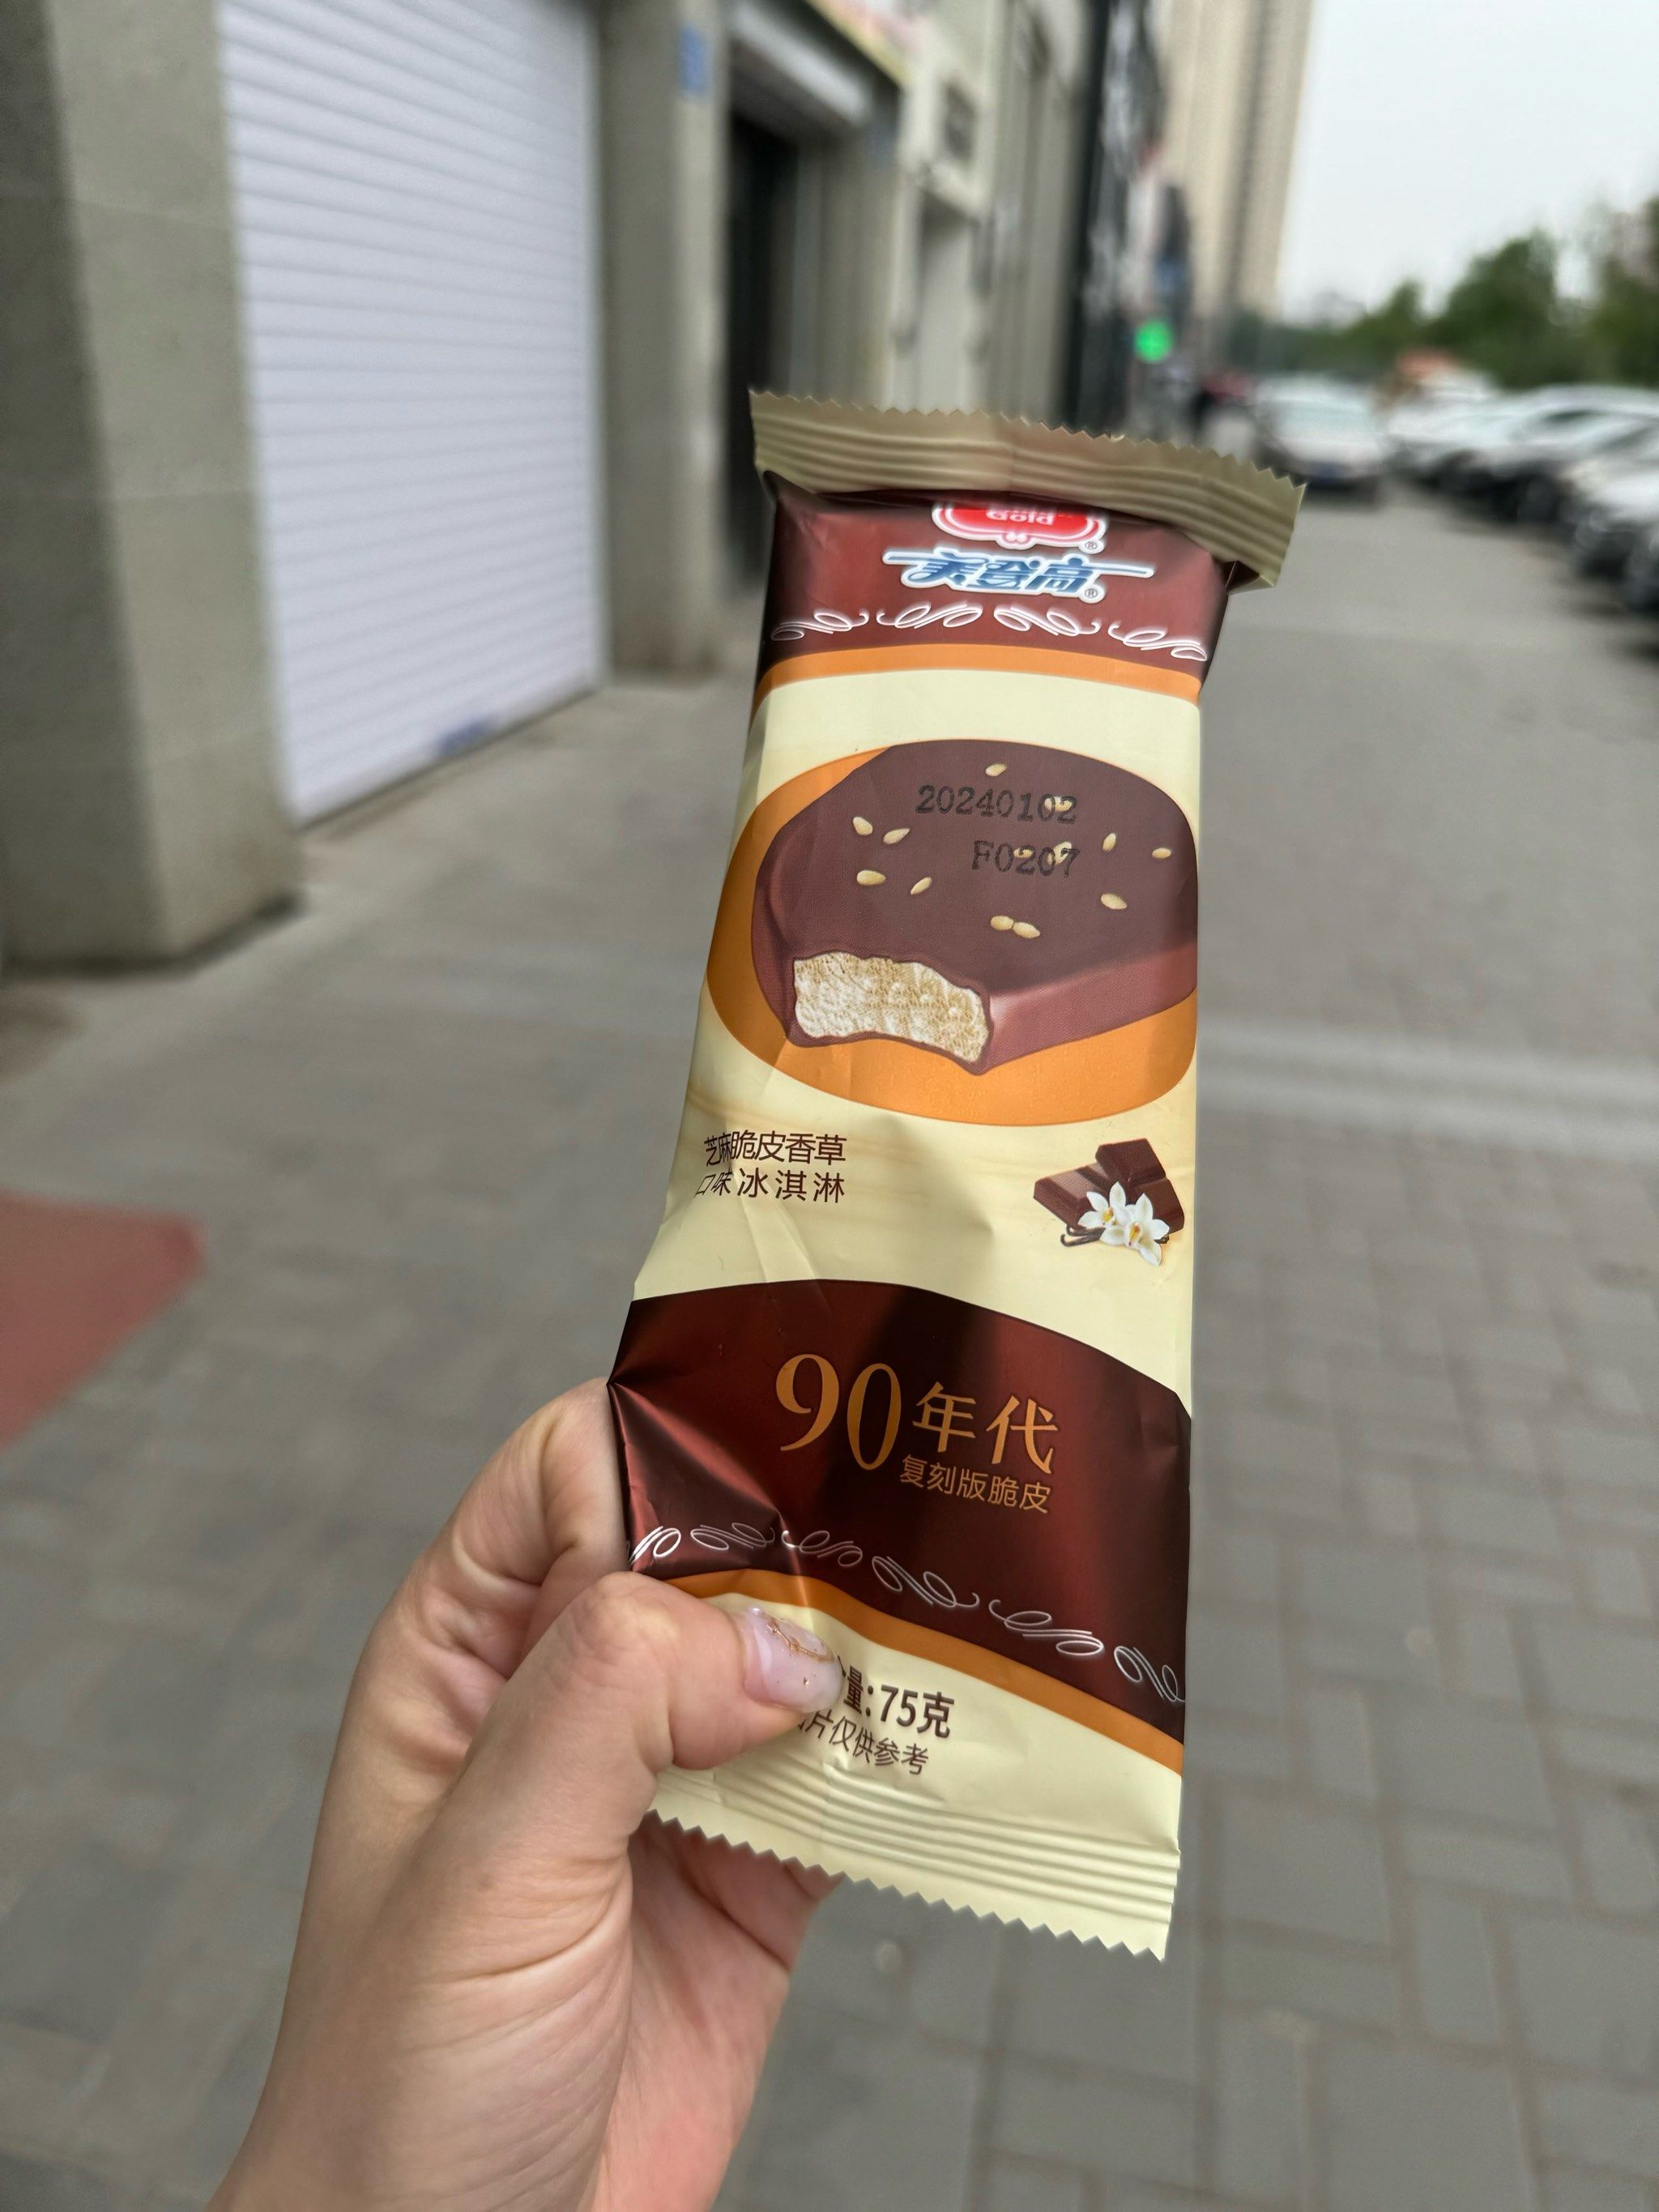 Gold
®
美登高®
20240102
F0207
芝麻脆皮香草
口味冰淇淋
90年代
复刻版脆皮
量:75克
片仅供参考